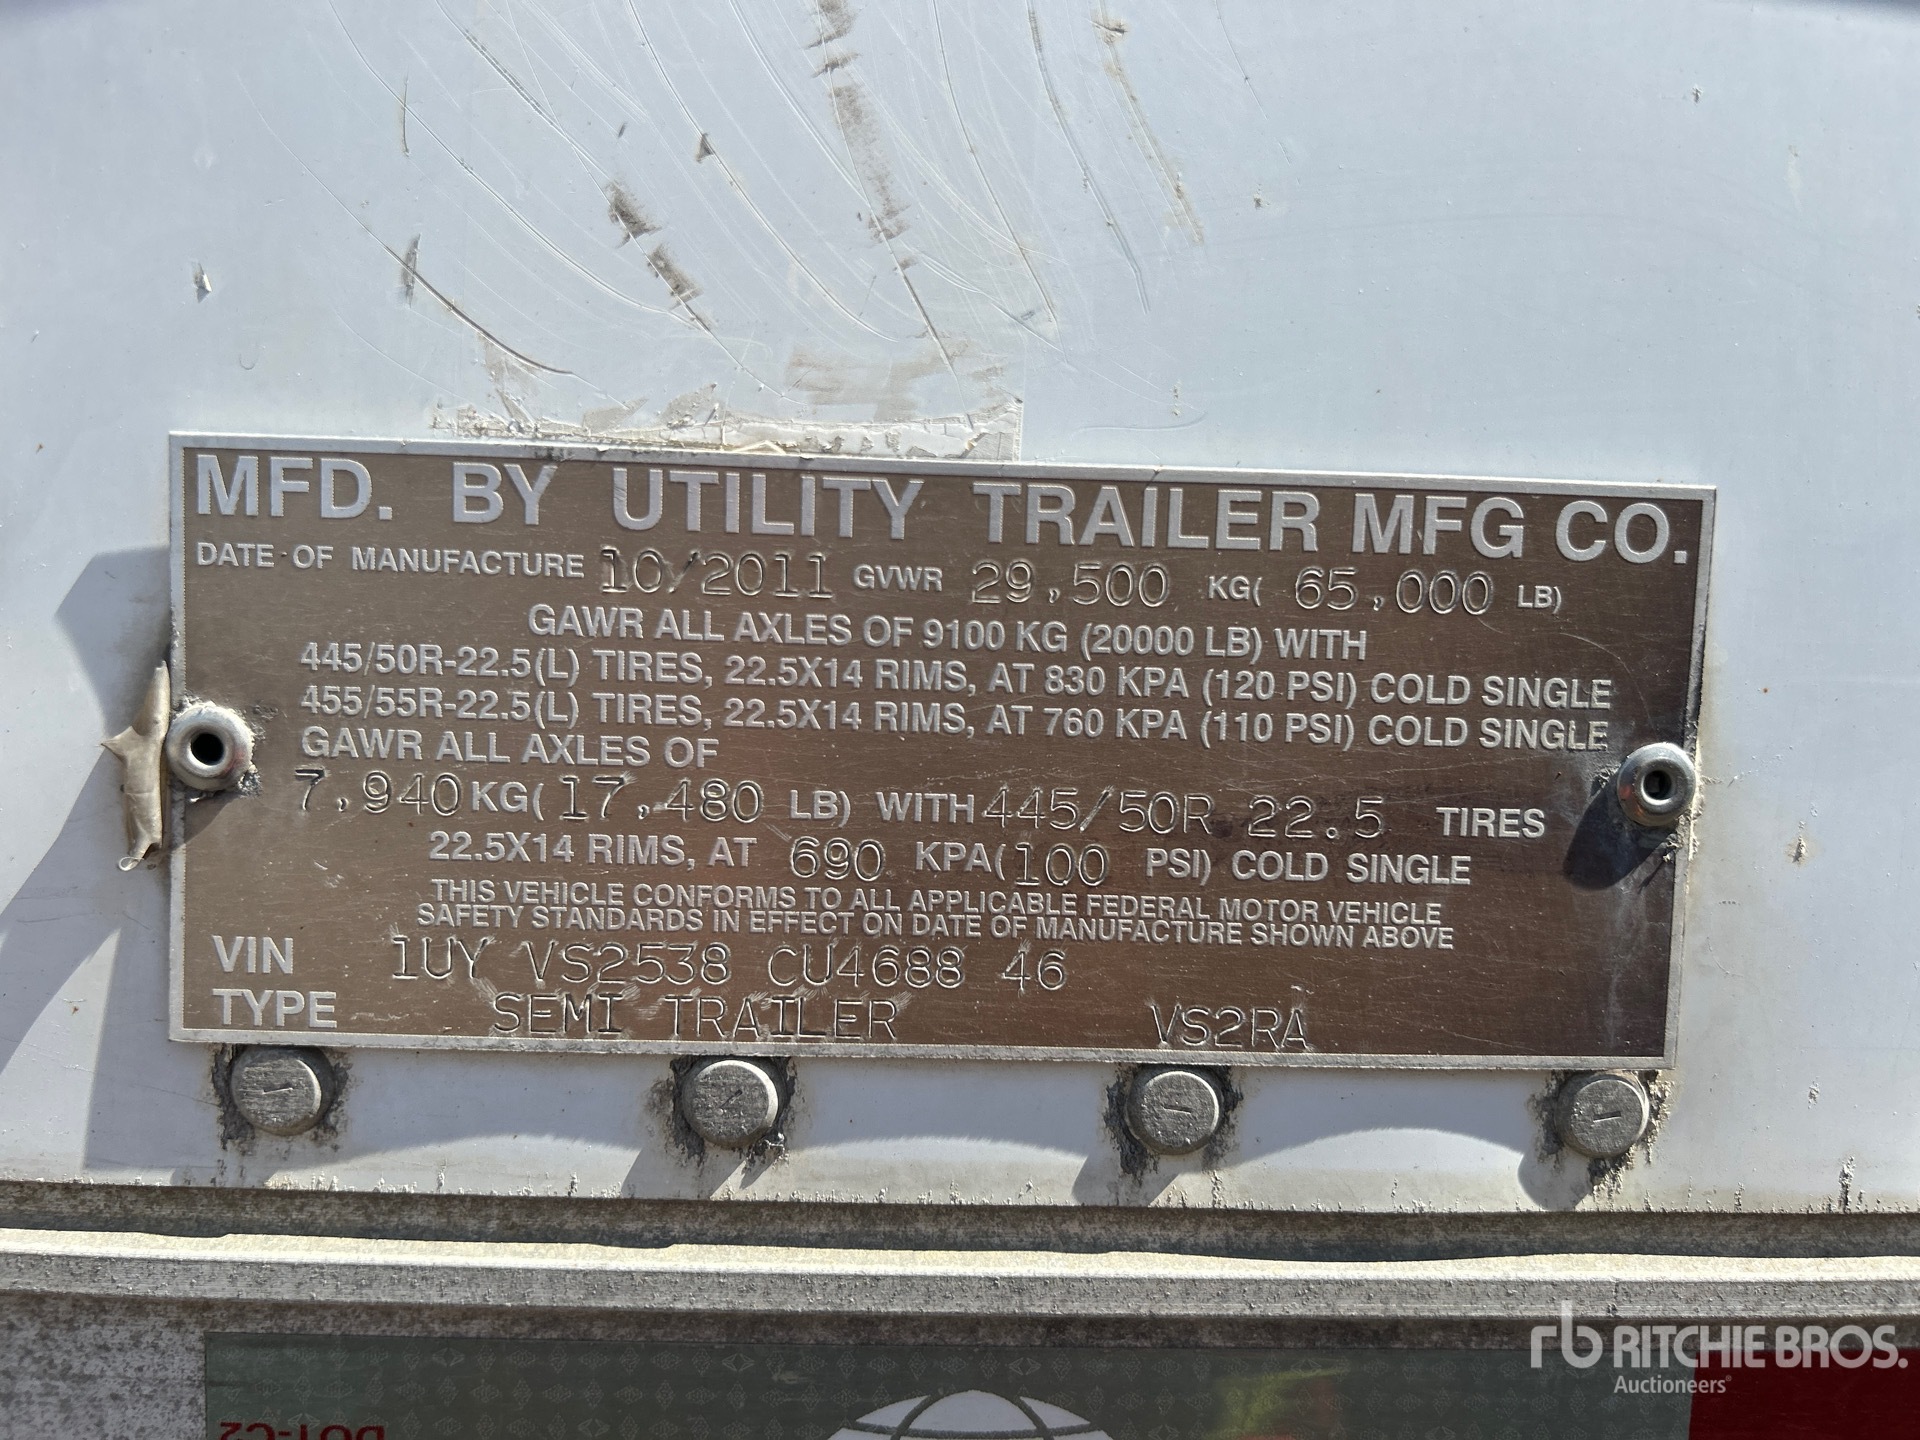 MFD. BY UTILITY TRAILER MFG CO.
DATE OF MANUFACTURE 10/2011 GVWR 29,500 KG( 65,000 LB)
GAWR ALL AXLES OF 9100 KG (20000 LB) WITH
445/50R-22.5(L) TIRES, 22.5X14 RIMS, AT 830 KPA (120 PSI) COLD SINGLE
455/55R-22.5(L) TIRES, 22.5X14 RIMS, AT 760 KPA (110 PSI) COLD SINGLE
GAWR ALL AXLES OF
7,940 KG( 17,480 LB) WITH 445/50R 22.5 TIRES
22.5X14 RIMS, AT 690 KPA( 100 PSI) COLD SINGLE
THIS VEHICLE CONFORMS TO ALL APPLICABLE FEDERAL MOTOR VEHICLE
SAFETY STANDARDS IN EFFECT ON DATE OF MANUFACTURE SHOWN ABOVE
VIN 1UY VS2538 CU4688 46
TYPE SEMI TRAILER VS2RA
DOT-C2
rb RITCHIE BROS.
Auctioneers